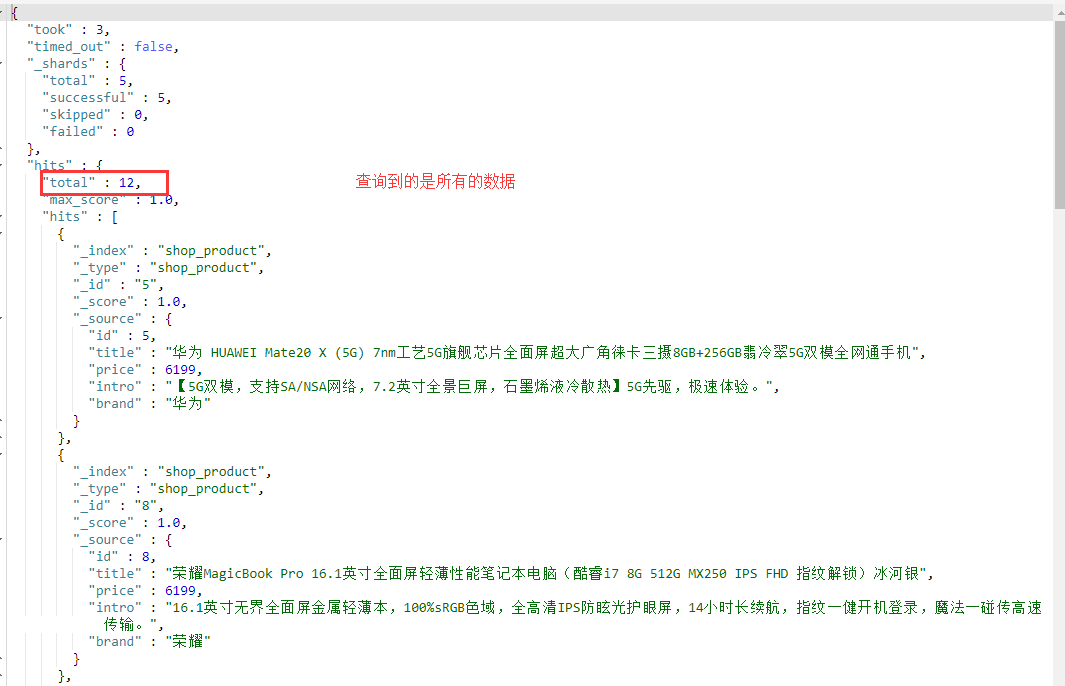 {
"took" : 3,
"timed_out" : false,
"_shards" : {
"total" : 5,
"successful" : 5,
"skipped" : 0,
"failed" : 0
},
"hits" : {
"total" : 12, 查询到的是所有的数据
"max_score" : 1.0,
"hits" : [
{
"_index" : "shop_product",
"_type" : "shop_product",
"_id" : "5",
"_score" : 1.0,
"_source" : {
"id" : 5,
"title" : "华为 HUAWEI Mate20 X (5G) 7nm工艺5G旗舰芯片全面屏超大广角徕卡三摄8GB+256GB翡冷翠5G双模全网通手机",
"price" : 6199,
"intro" : "【5G双模，支持SA/NSA网络，7.2英寸全景巨屏，石墨烯液冷散热】5G先驱，极速体验。",
"brand" : "华为"
}
},
{
"_index" : "shop_product",
"_type" : "shop_product",
"_id" : "8",
"_score" : 1.0,
"_source" : {
"id" : 8,
"title" : "荣耀MagicBook Pro 16.1英寸全面屏轻薄性能笔记本电脑（酷睿i7 8G 512G MX250 IPS FHD 指纹解锁）冰河银",
"price" : 6199,
"intro" : "16.1英寸无界全面屏金属轻薄本，100%sRGB色域，全高清IPS防眩光护眼屏，14小时长续航，指纹一健开机登录，魔法一碰传高速
传输。",
"brand" : "荣耀"
}
},